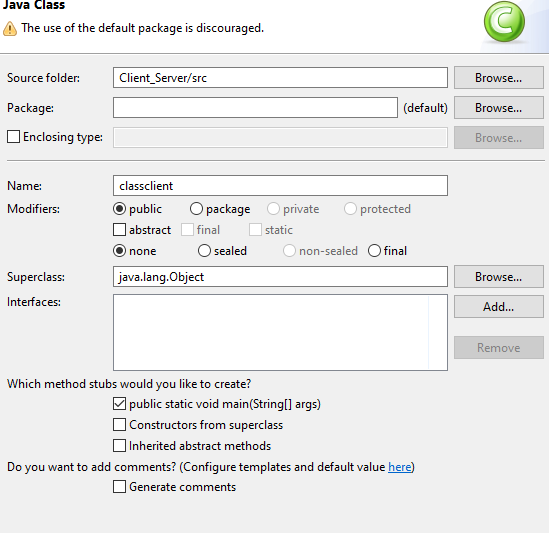 Java Class
The use of the default package is discouraged.
C
Source folder: Client_Server/src Browse...
Package: (default) Browse...
Enclosing type: Browse...
Name: classclient
Modifiers: public package private protected
abstract final static
none sealed non-sealed final
Superclass: java.lang.Object Browse...
Interfaces: Add...
Remove
Which method stubs would you like to create?
public static void main(String[] args)
Constructors from superclass
Inherited abstract methods
Do you want to add comments? (Configure templates and default value here)
Generate comments